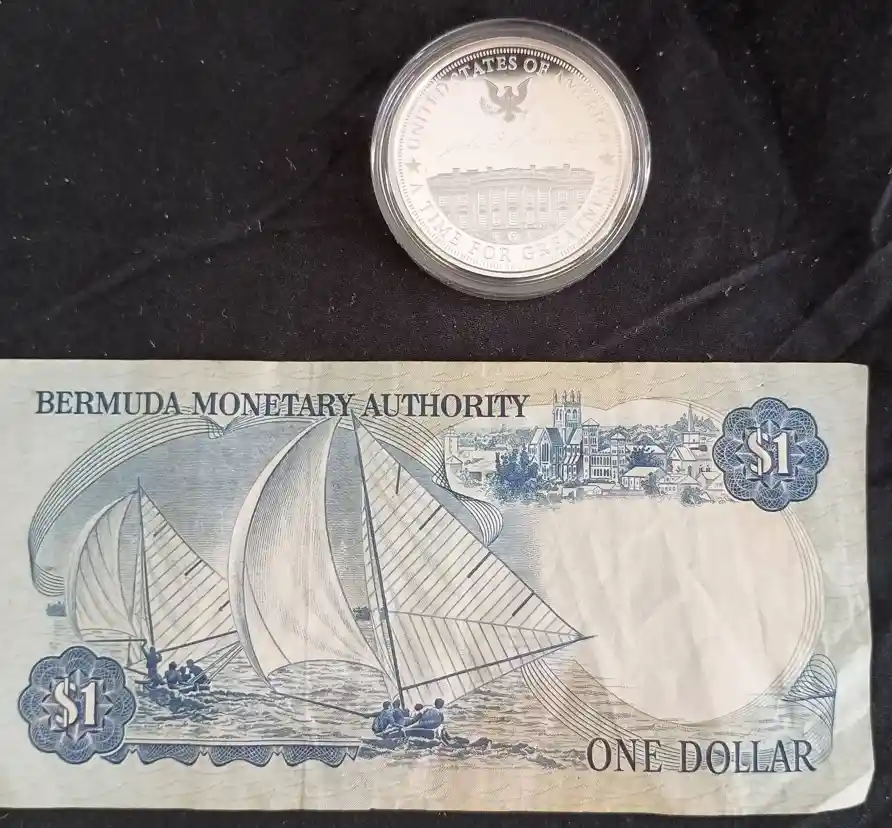 UNITED STATES OF AMERICA
A TIME FOR GREATNESS
BERMUDA MONETARY AUTHORITY
$1
$1
ONE DOLLAR